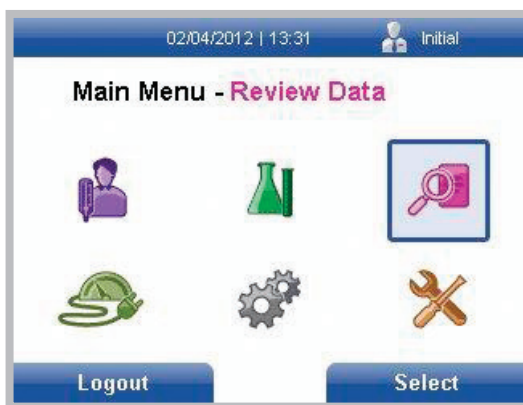 02/04/2012 | 13:31 Initial
Main Menu - Review Data
Logout Select